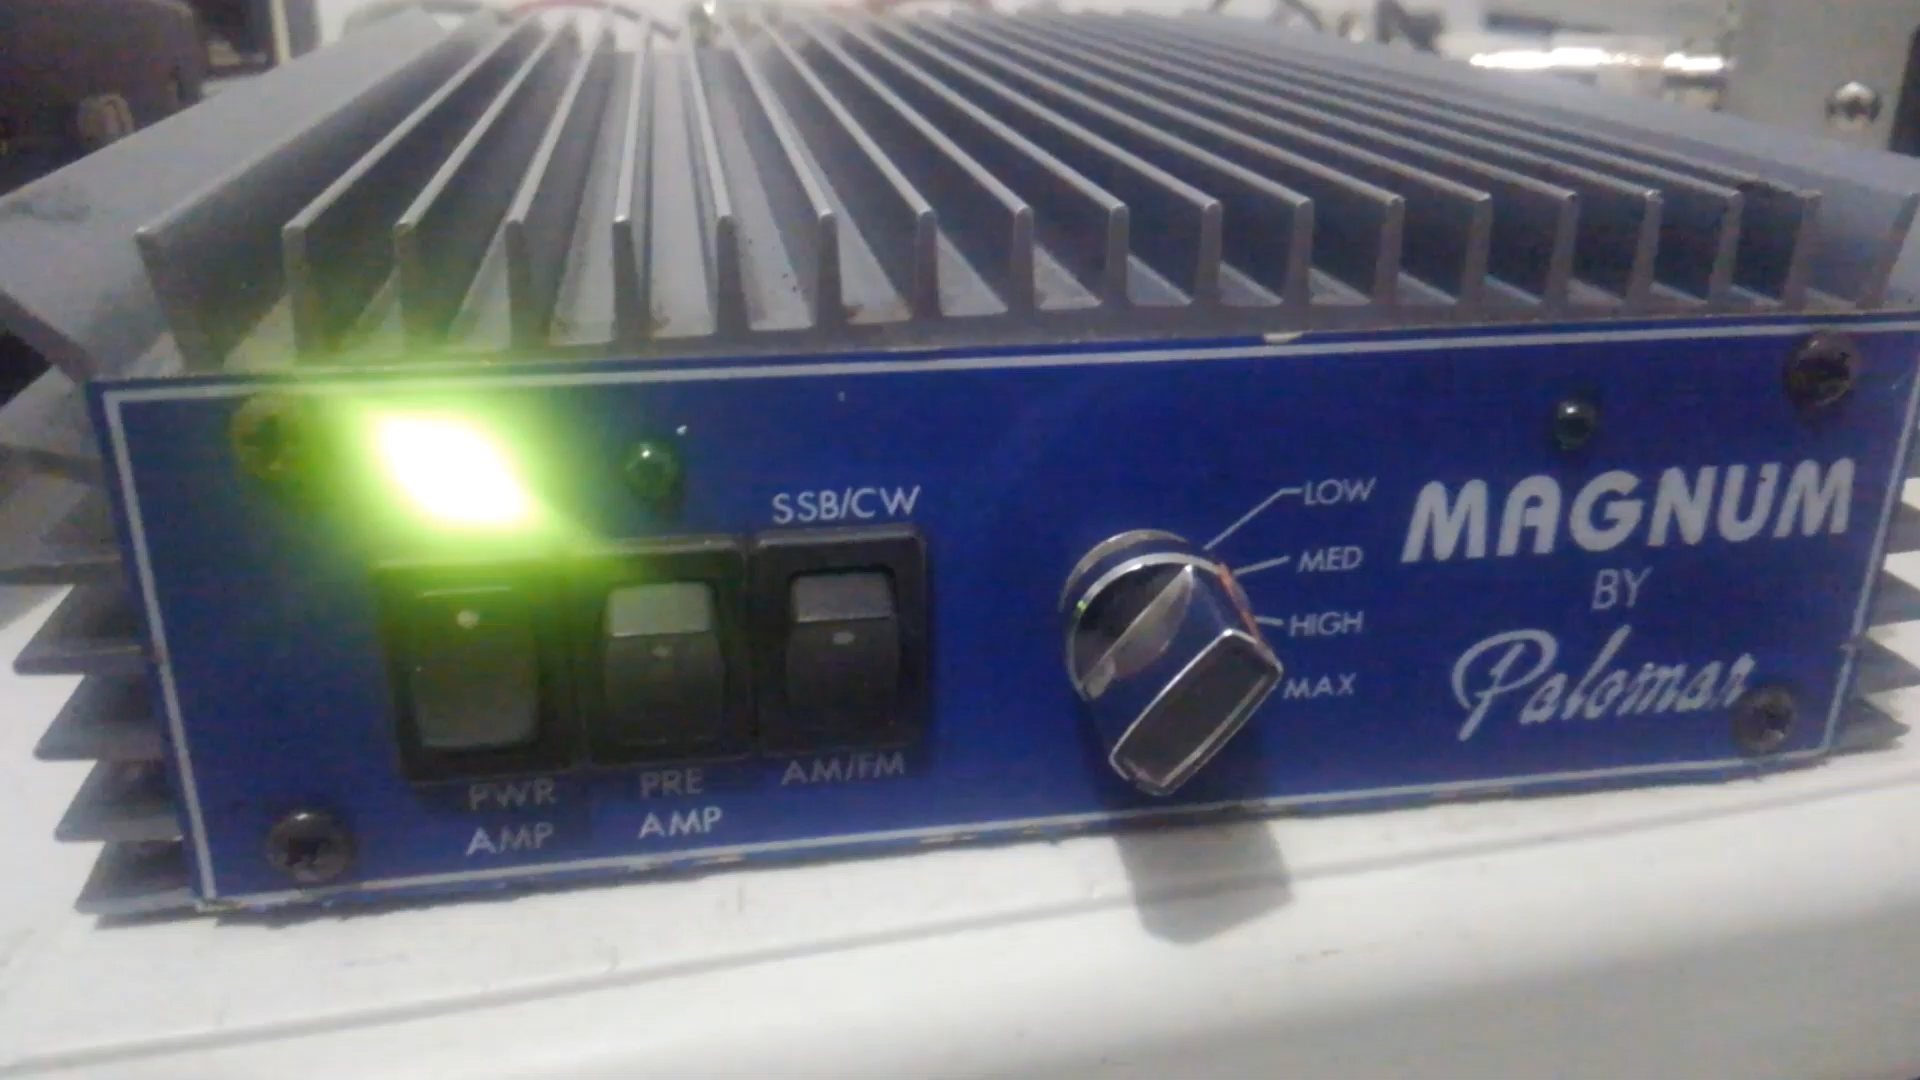 SSB/CW
PWR
AMP
PRE
AMP
AM/FM
LOW
MED
HIGH
MAX
MAGNUM
BY
Palomar